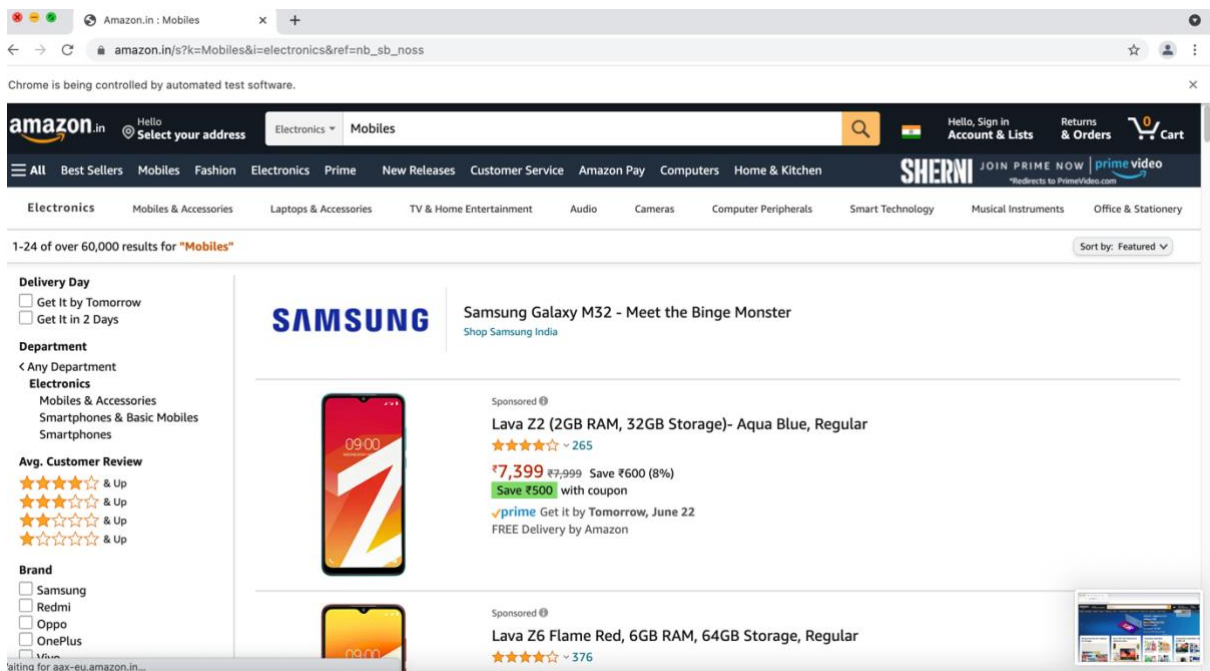 Amazon.in : Mobiles
amazon.in/s?k=Mobiles&i=electronics&ref=nb_sb_noss
Chrome is being controlled by automated test software.
amazon.in
Hello
Select your address
Electronics
Mobiles
Hello, Sign in
Account & Lists
Returns
& Orders
0
Cart
All Best Sellers Mobiles Fashion Electronics Prime New Releases Customer Service Amazon Pay Computers Home & Kitchen
SHERNI
JOIN PRIME NOW
prime video
*Redirects to PrimeVideo.com
Electronics Mobiles & Accessories Laptops & Accessories TV & Home Entertainment Audio Cameras Computer Peripherals Smart Technology Musical Instruments Office & Stationery
1-24 of over 60,000 results for "Mobiles"
Sort by: Featured
Delivery Day
Get It by Tomorrow
Get It in 2 Days
Department
Any Department
Electronics
Mobiles & Accessories
Smartphones & Basic Mobiles
Smartphones
Avg. Customer Review
& Up
& Up
& Up
& Up
Brand
Samsung
Redmi
Oppo
OnePlus
Vivo
aiting for aax-eu.amazon.in...
SAMSUNG
Samsung Galaxy M32 - Meet the Binge Monster
Shop Samsung India
09:00
Sponsored
Lava Z2 (2GB RAM, 32GB Storage)- Aqua Blue, Regular
265
₹7,399 ₹7,999 Save ₹600 (8%)
Save ₹500 with coupon
prime Get it by Tomorrow, June 22
FREE Delivery by Amazon
09:00
Sponsored
Lava Z6 Flame Red, 6GB RAM, 64GB Storage, Regular
376